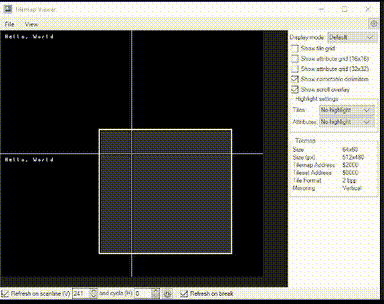 Tilemap Viewer
File View
Hello, World
Hello, World
Display mode: Default
Show tile grid
Show attribute grid (16x16)
Show attribute grid (32x32)
Show nametable delimiters
Show scroll overlay
Highlight settings
Tiles: No highlight
Attributes: No highlight
Tilemap
Size 64x60
Size (px) 512x480
Tilemap Address $2000
Tileset Address $0000
Tile Format 2 bpp
Mirroring Vertical
Refresh on scanline (V) 241 and cycle (H) 0 Refresh on break